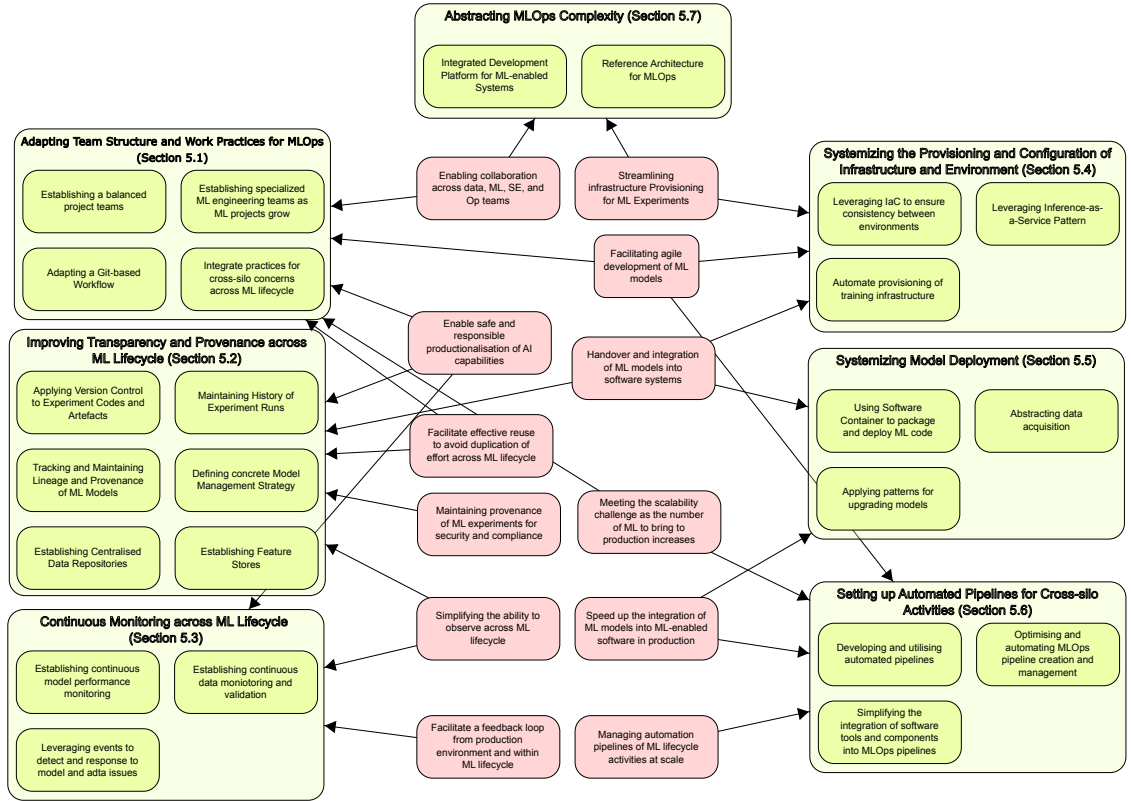 Abstracting MLOps Complexity (Section 5.7)
Integrated Development
Platform for ML-enabled
Systems
Reference Architecture
for MLOps
Adapting Team Structure and Work Practices for MLOps
(Section 5.1)
Establishing a balanced
project teams
Establishing specialized
ML engineering teams as
ML projects grow
Adapting a Git-based
Workflow
Integrate practices for
cross-silo concerns
across ML lifecycle
Improving Transparency and Provenance across
ML Lifecycle (Section 5.2)
Applying Version Control
to Experiment Codes and
Artefacts
Maintaining History of
Experiment Runs
Tracking and Maintaining
Lineage and Provenance
of ML Models
Defining concrete Model
Management Strategy
Establishing Centralised
Data Repositories
Establishing Feature
Stores
Continuous Monitoring across ML Lifecycle
(Section 5.3)
Establishing continuous
model performance
monitoring
Establishing continuous
data moniotoring and
validation
Leveraging events to
detect and response to
model and adta issues
Enabling collaboration
across data, ML, SE, and
Op teams
Streamlining
infrastructure Provisioning
for ML Experiments
Facilitating agile
development of ML
models
Enable safe and
responsible
productionalisation of AI
capabilities
Handover and integration
of ML models into
software systems
Facilitate effective reuse
to avoid duplication of
effort across ML lifecycle
Maintaining provenance
of ML experiments for
security and compliance
Meeting the scalability
challenge as the number
of ML to bring to
production increases
Simplifying the ability to
observe across ML
lifecycle
Speed up the integration of
ML models into ML-enabled
software in production
Facilitate a feedback loop
from production
environment and within
ML lifecycle
Managing automation
pipelines of ML lifecycle
activities at scale
Systemizing the Provisioning and Configuration of
Infrastructure and Environment (Section 5.4)
Leveraging IaC to ensure
consistency between
environments
Leveraging Inference-as-
a-Service Pattern
Automate provisioning of
training infrastructure
Systemizing Model Deployment (Section 5.5)
Using Software
Container to package
and deploy ML code
Abstracting data
acquisition
Applying patterns for
upgrading models
Setting up Automated Pipelines for Cross-silo
Activities (Section 5.6)
Developing and utilising
automated pipelines
Optimising and
automating MLOps
pipeline creation and
management
Simplifying the
integration of software
tools and components
into MLOps pipelines